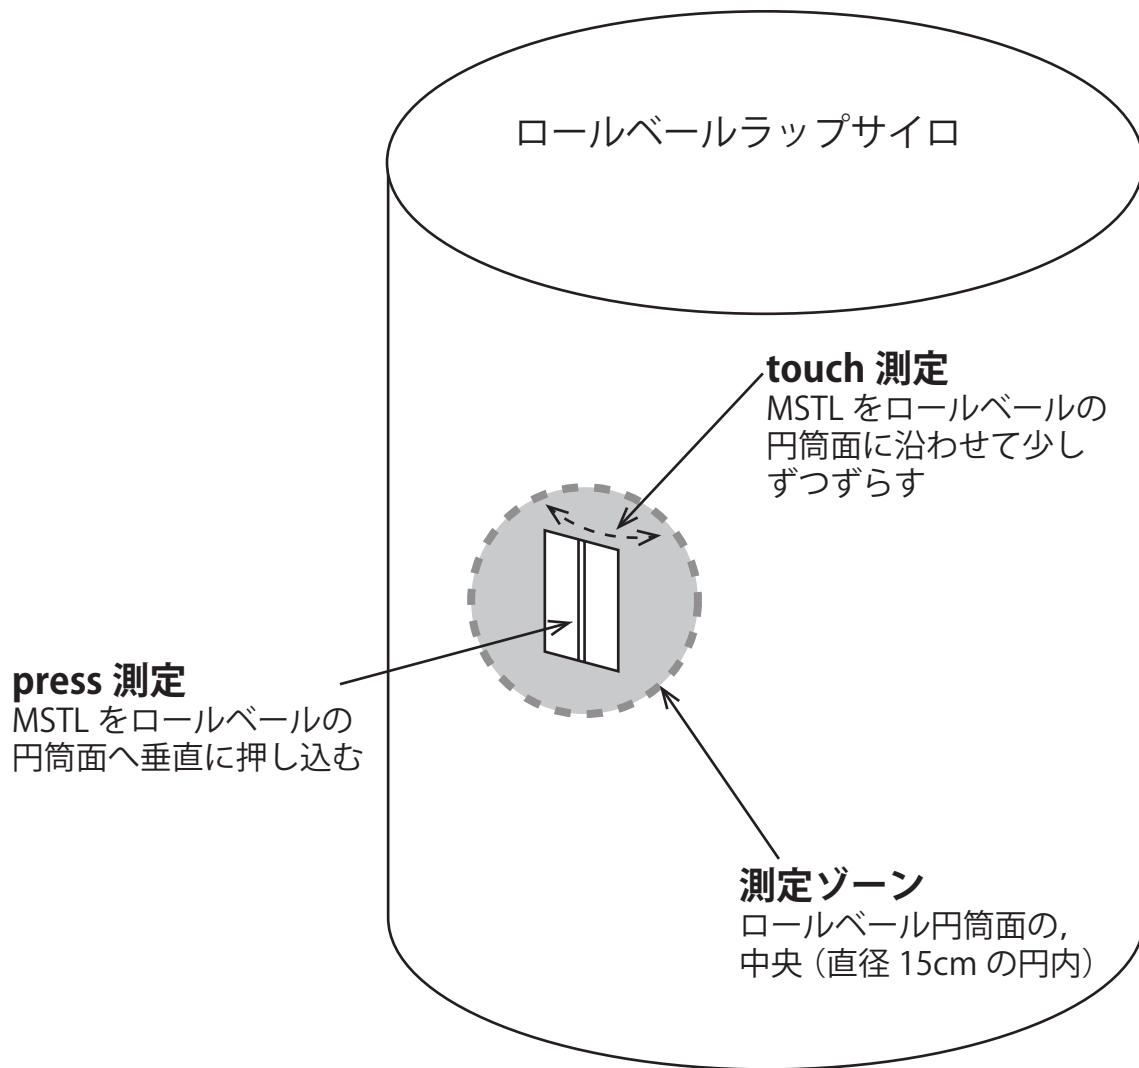 ロールベールラップサイロ
touch 測定
MSTL をロールベールの
円筒面に沿わせて少し
ずつずらす
press 測定
MSTL をロールベールの
円筒面へ垂直に押し込む
測定ゾーン
ロールベール円筒面の,
中央（直径 15cm の円内）